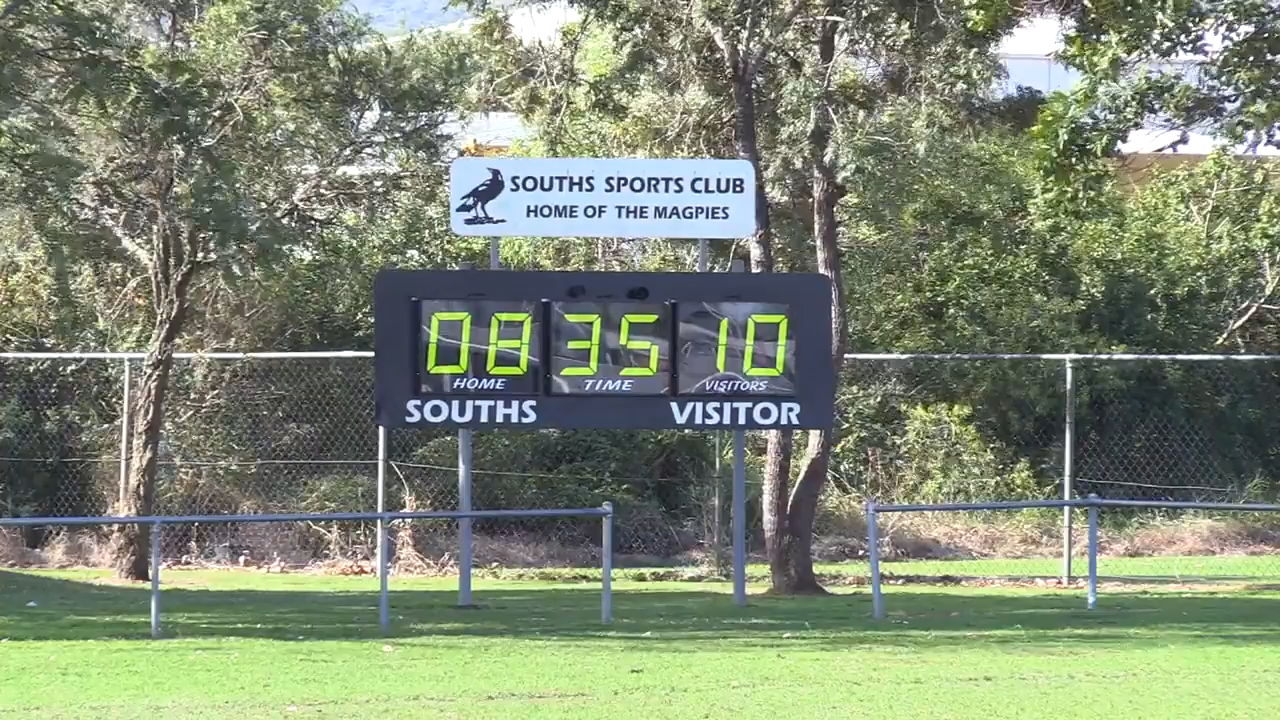 SOUTHS SPORTS CLUB
HOME OF THE MAGPIES
08 35 10
HOME TIME VISITORS
SOUTHS VISITOR